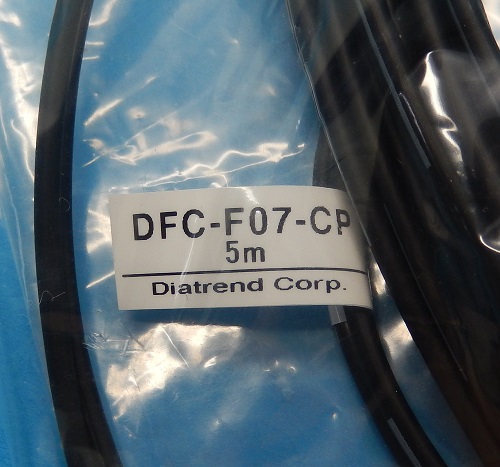 DFC-F07-CP
5m
Diatrend Corp.